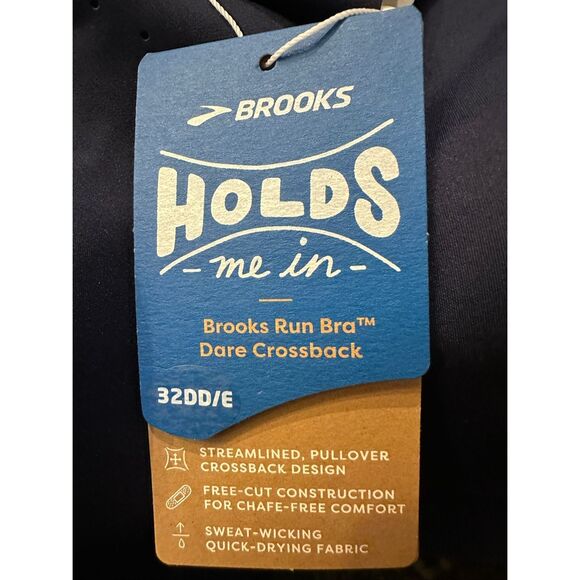 BROOKS
HOLDS
- me in -
Brooks Run Bra™
Dare Crossback
32DD/E
STREAMLINED, PULLOVER
CROSSBACK DESIGN
FREE-CUT CONSTRUCTION
FOR CHAFE-FREE COMFORT
SWEAT-WICKING
QUICK-DRYING FABRIC